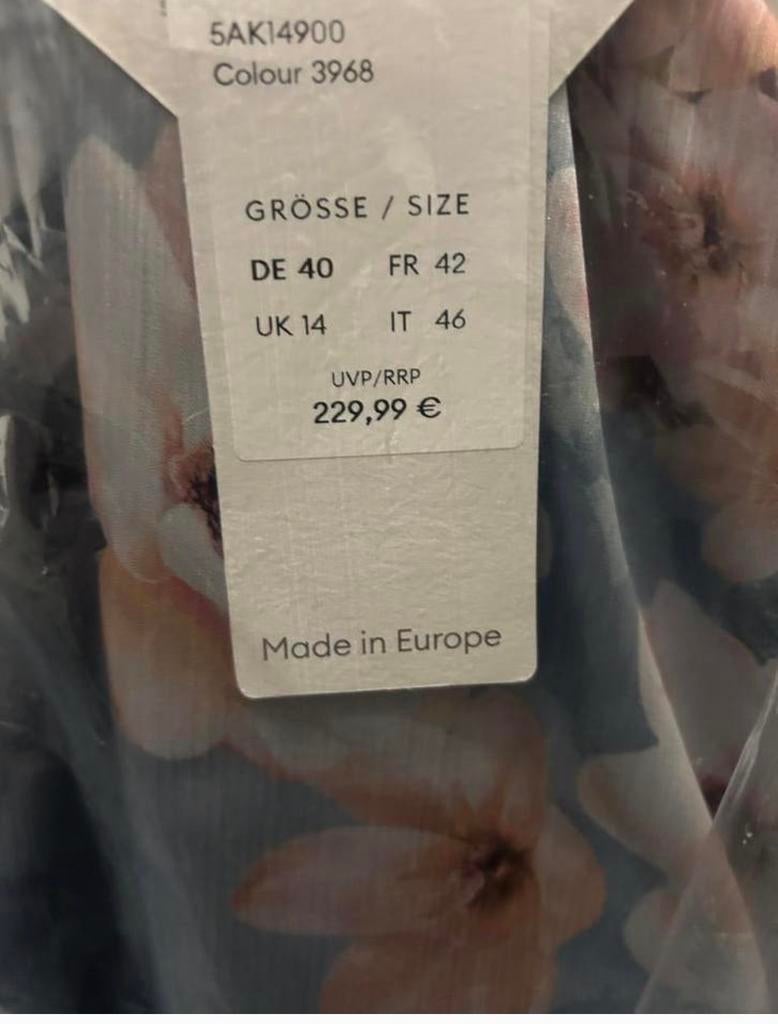 5AK14900
Colour 3968
GRÖSSE / SIZE
DE 40 FR 42
UK 14 IT 46
UVP/RRP
229,99 €
Made in Europe